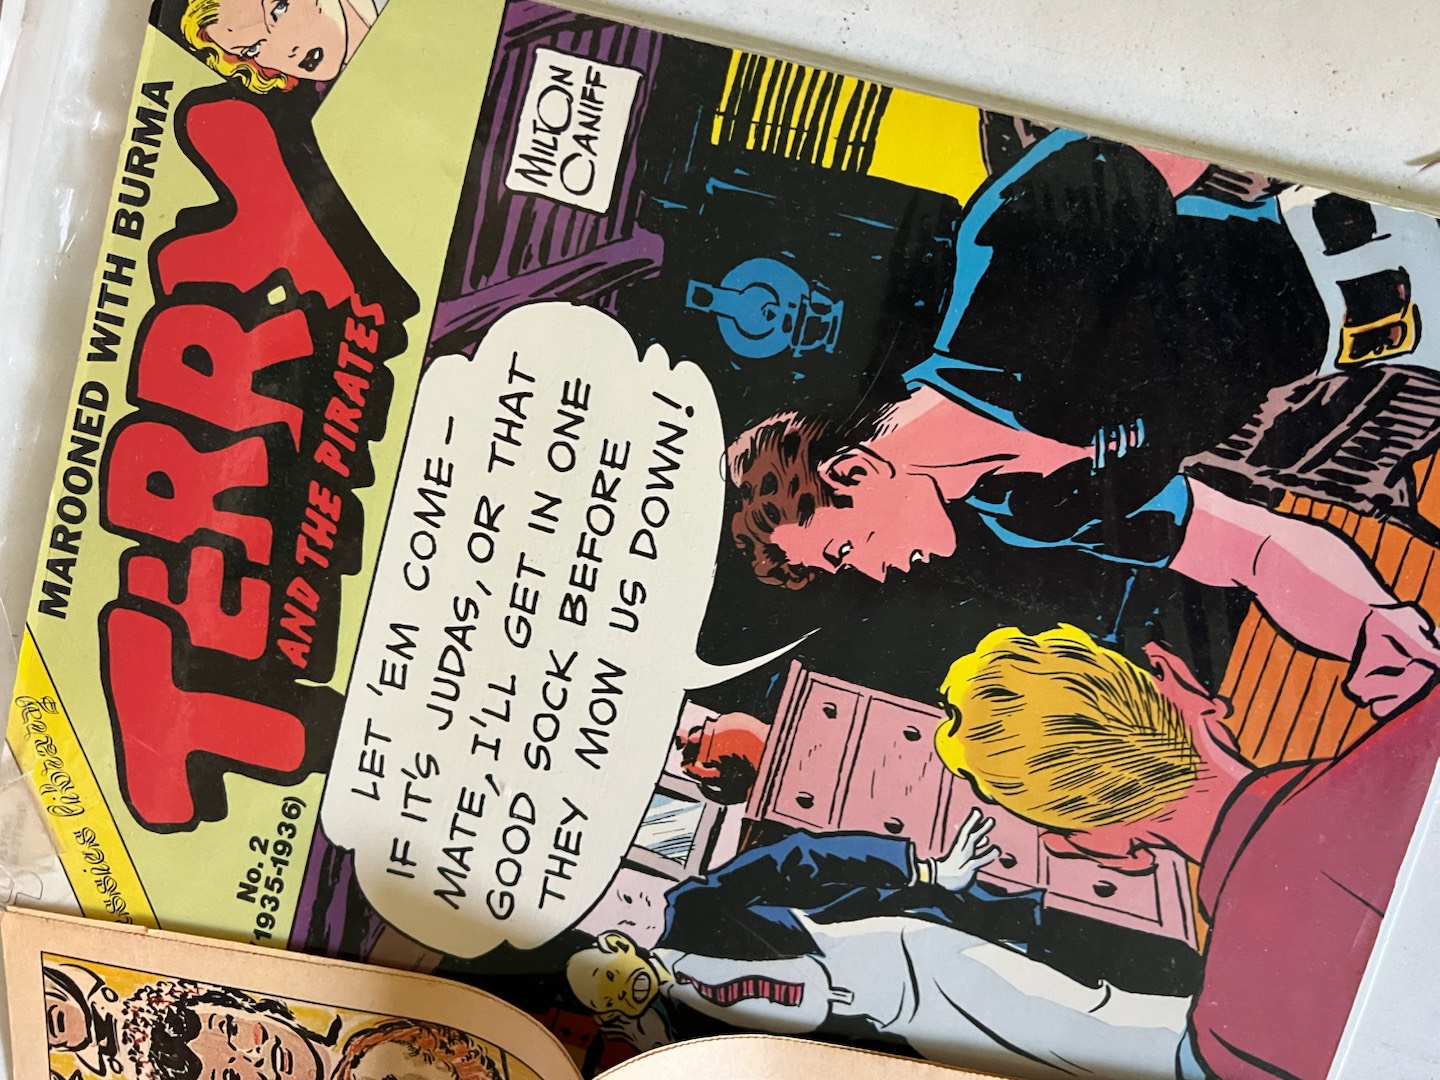 MAROONED WITH BURMA
TERRY
AND THE PIRATES
No. 2
(1935-1936)
library
MILTON
CANIFF
LET 'EM COME -
IF IT'S JUDAS, OR THAT
MATE, I'LL GET IN ONE
GOOD SOCK BEFORE
THEY MOW US DOWN!